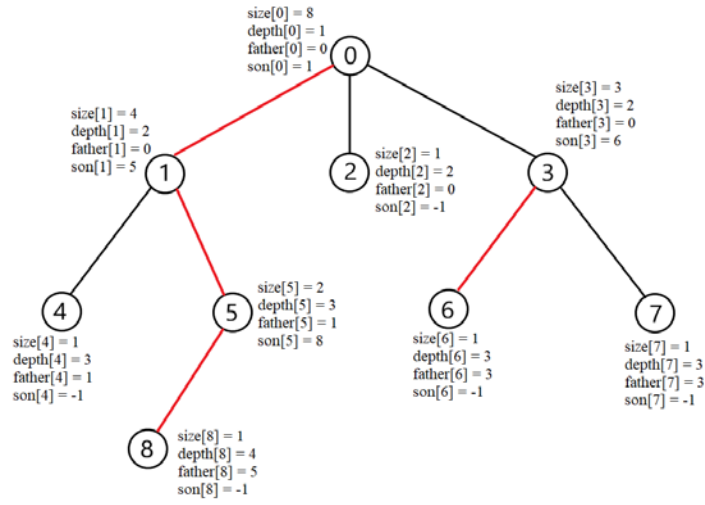 size[0] = 8
depth[0] = 1
father[0] = 0
son[0] = 1
0
size[1] = 4
depth[1] = 2
father[1] = 0
son[1] = 5
1
size[2] = 1
depth[2] = 2
father[2] = 0
son[2] = -1
2
size[3] = 3
depth[3] = 2
father[3] = 0
son[3] = 6
3
4
size[4] = 1
depth[4] = 3
father[4] = 1
son[4] = -1
5
size[5] = 2
depth[5] = 3
father[5] = 1
son[5] = 8
6
size[6] = 1
depth[6] = 3
father[6] = 3
son[6] = -1
7
size[7] = 1
depth[7] = 3
father[7] = 3
son[7] = -1
8
size[8] = 1
depth[8] = 4
father[8] = 5
son[8] = -1